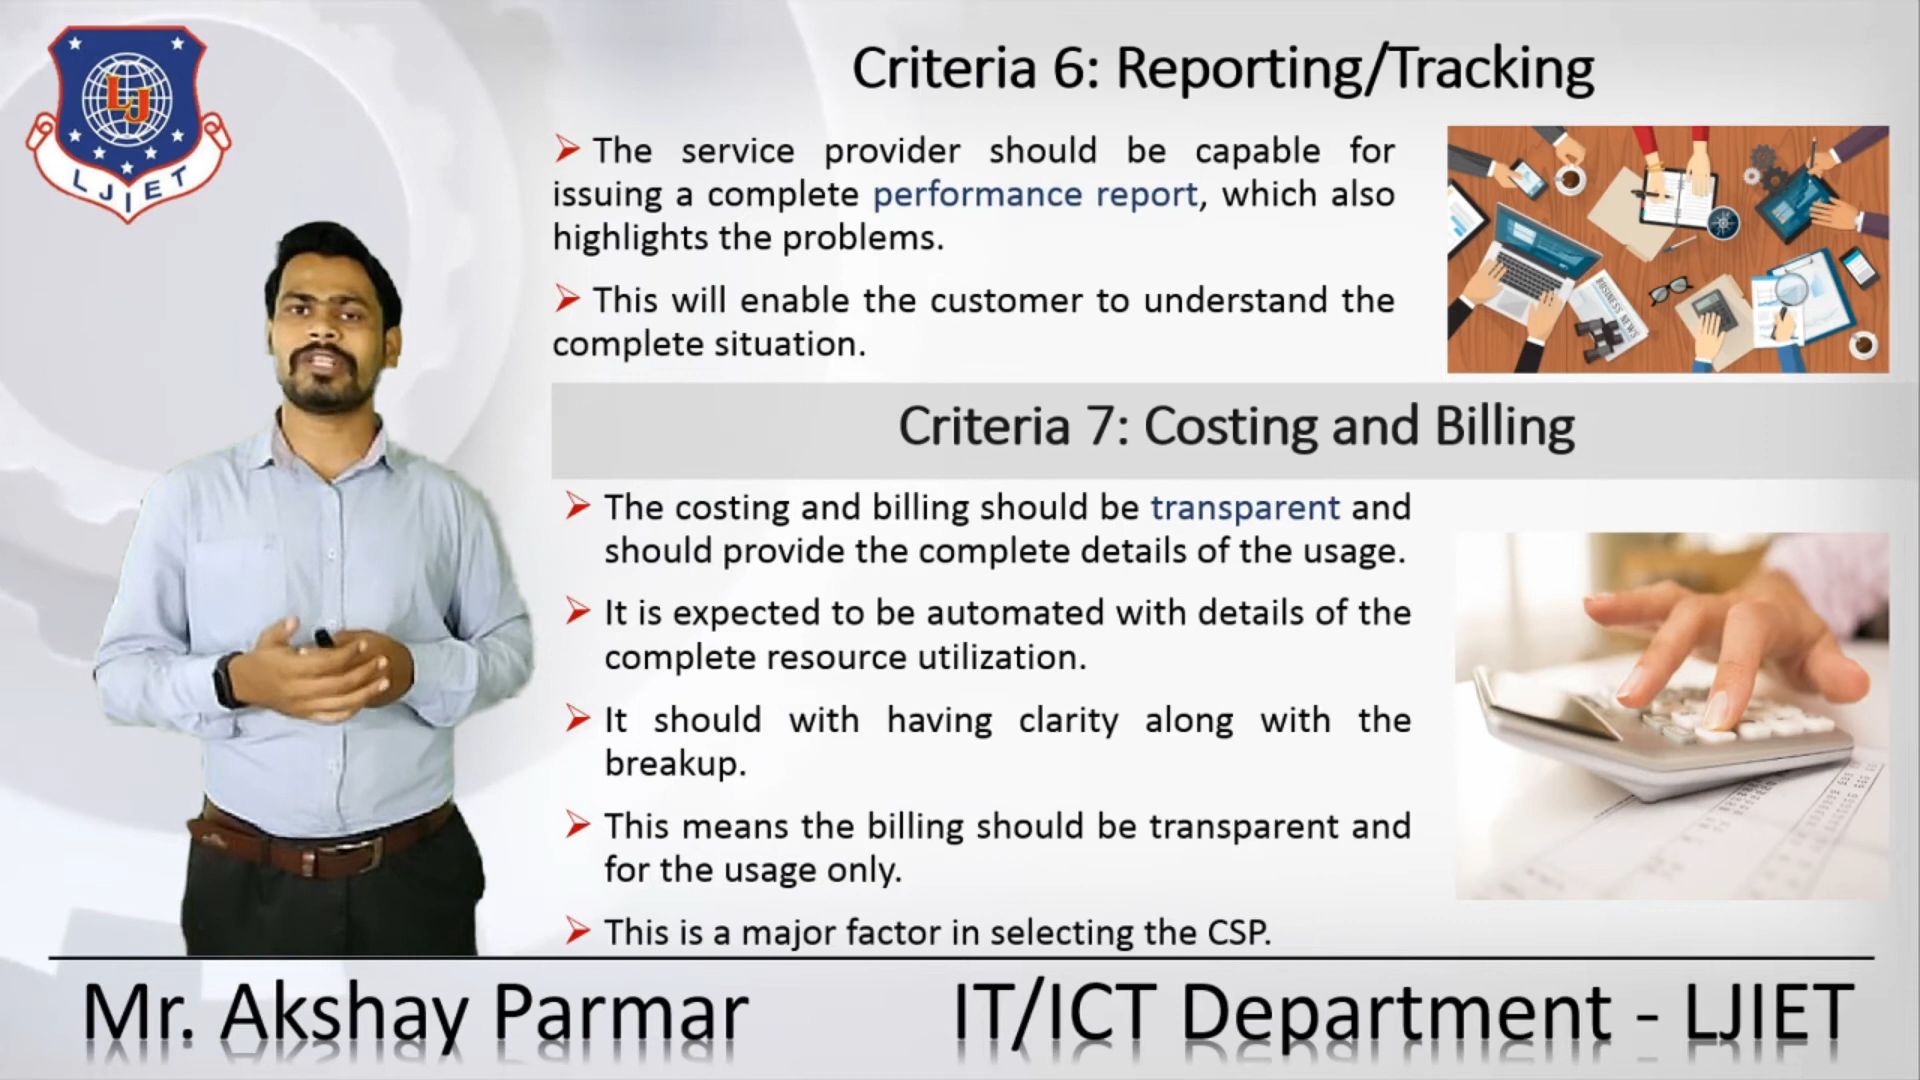 LJ
LJIET
Criteria 6: Reporting/Tracking
The service provider should be capable for
issuing a complete performance report, which also
highlights the problems.
This will enable the customer to understand the
complete situation.
BUSINESS NEWS
Criteria 7: Costing and Billing
The costing and billing should be transparent and
should provide the complete details of the usage.
It is expected to be automated with details of the
complete resource utilization.
It should with having clarity along with the
breakup.
This means the billing should be transparent and
for the usage only.
This is a major factor in selecting the CSP.
Mr. Akshay Parmar
IT/ICT Department - LJIET